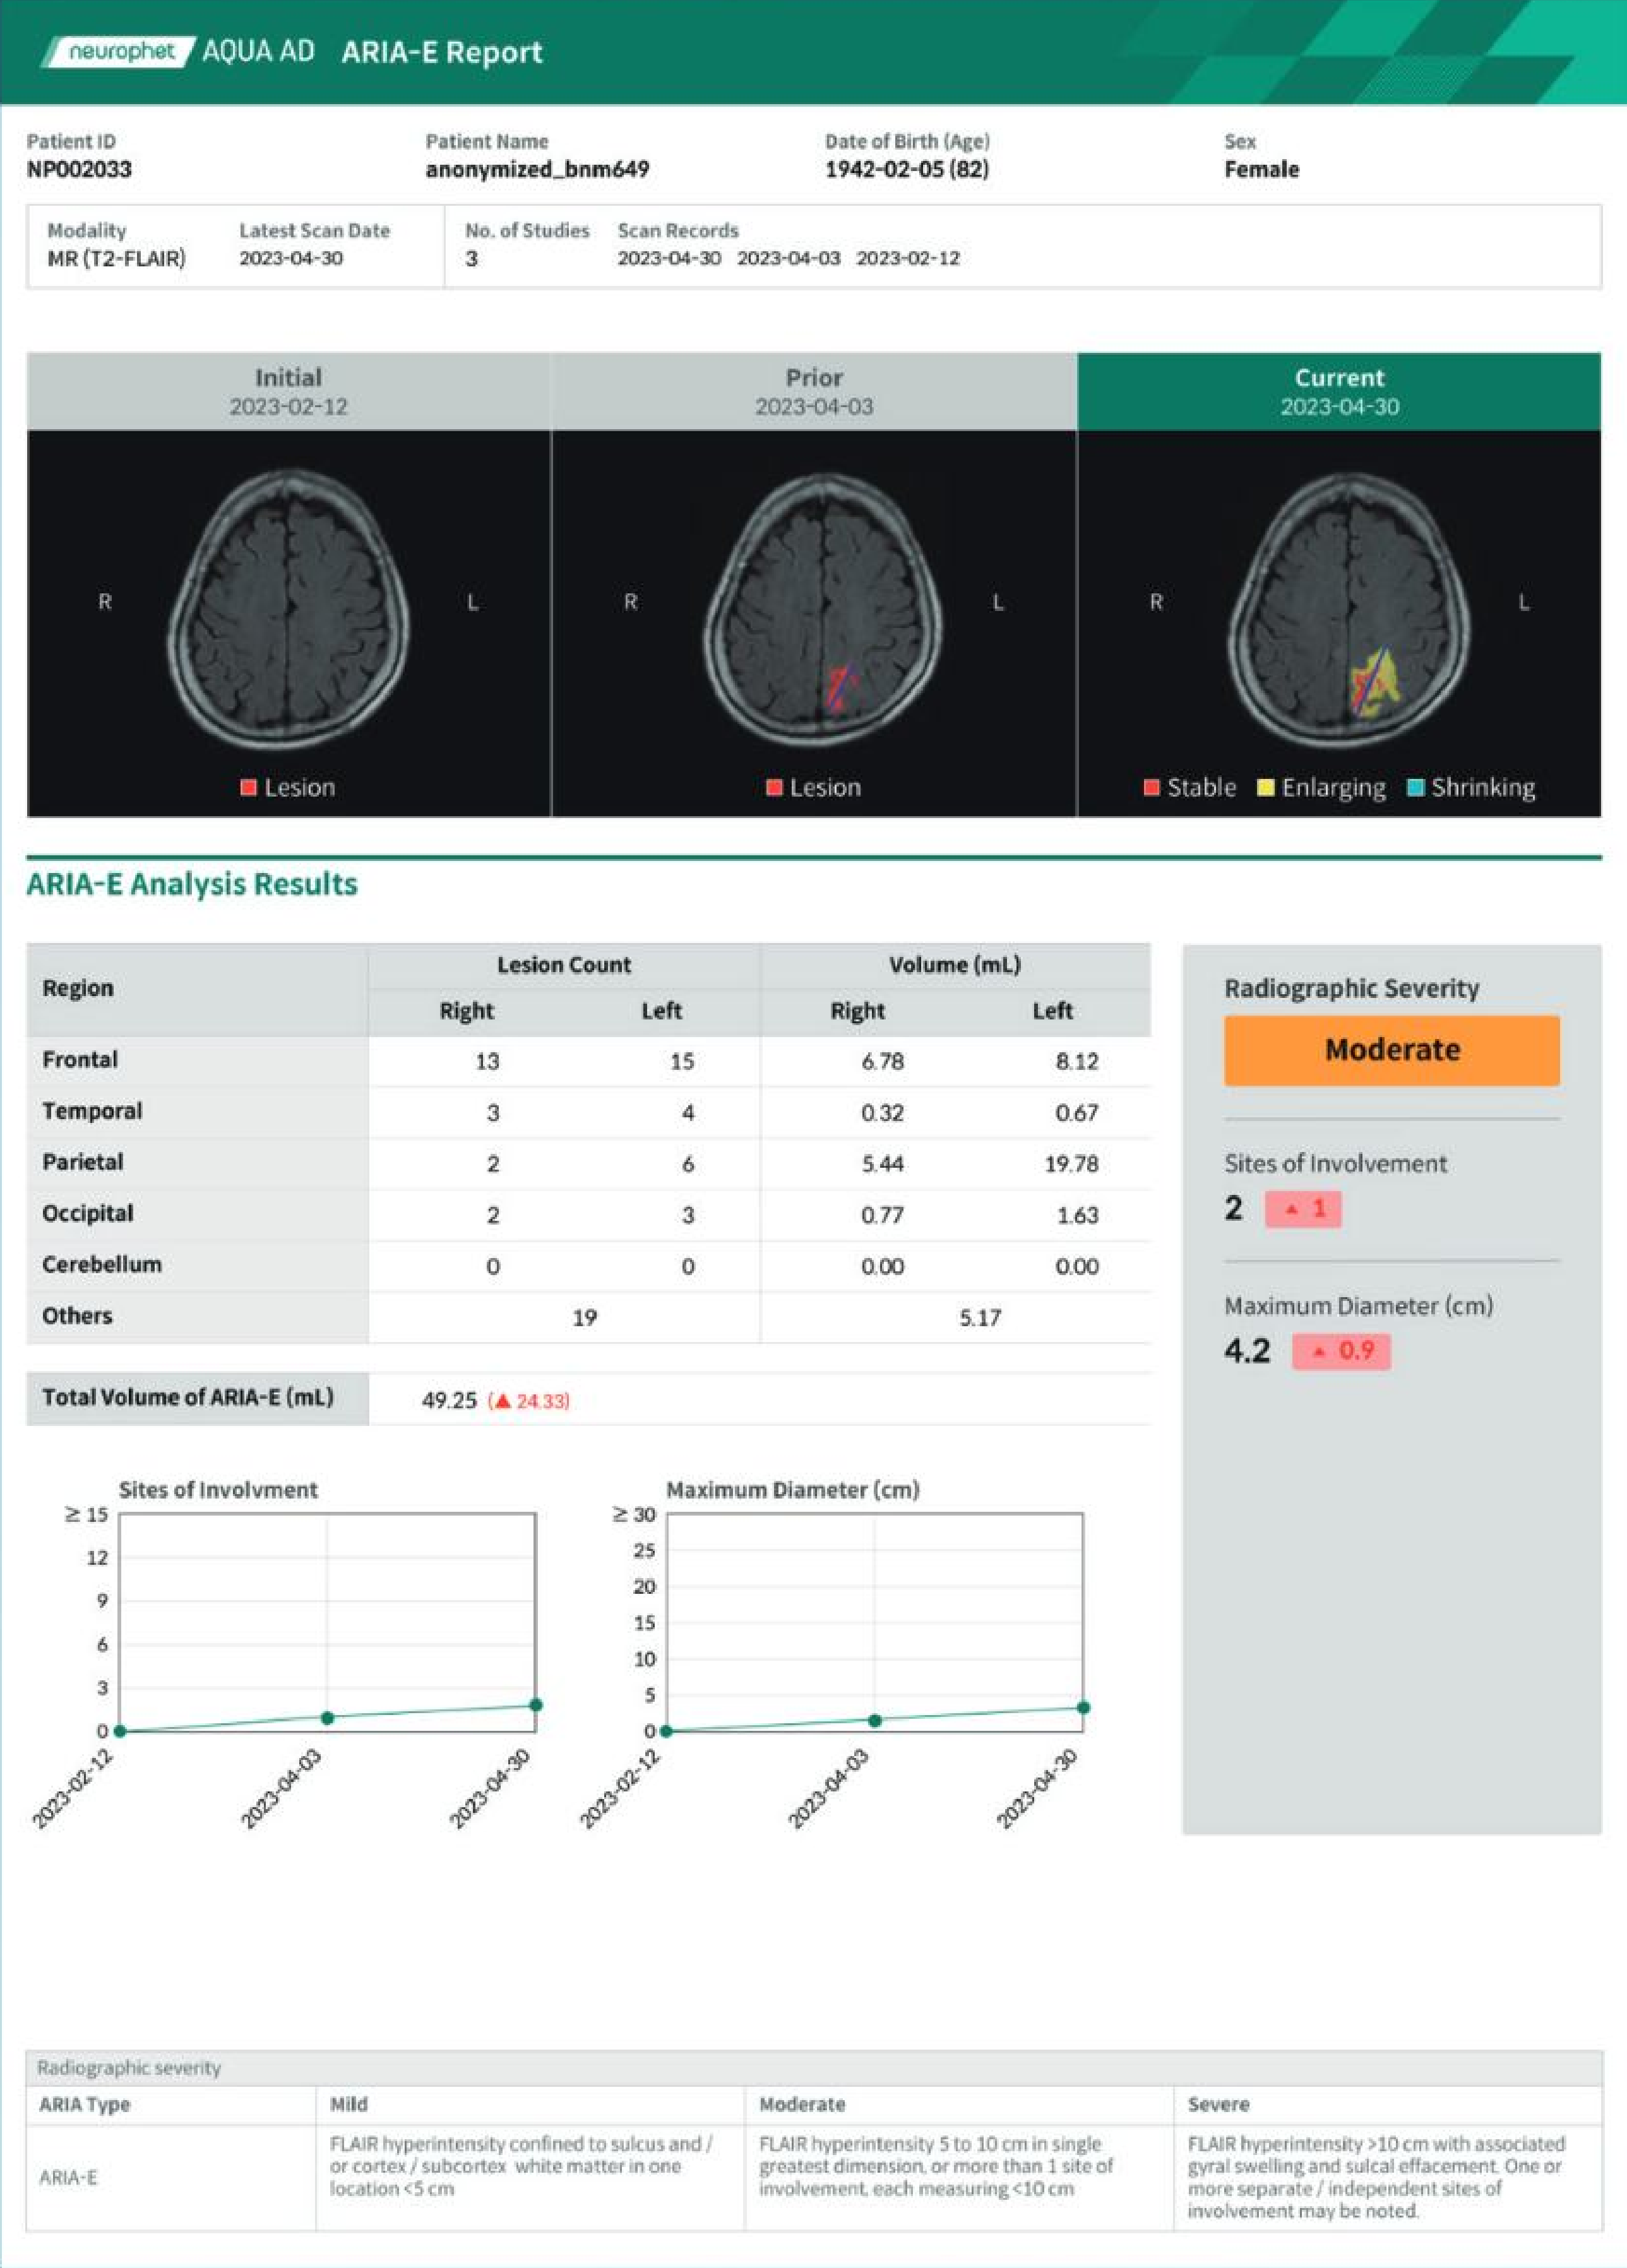 neurophet AQUA AD ARIA-E Report
Patient ID Patient Name Date of Birth (Age) Sex
NP002033 anonymized_bnm649 1942-02-05 (82) Female
Modality Latest Scan Date No. of Studies Scan Records
MR (T2-FLAIR) 2023-04-30 3 2023-04-30 2023-04-03 2023-02-12
Initial Prior Current
2023-02-12 2023-04-03 2023-04-30
R L R L R L
Lesion Lesion Stable Enlarging Shrinking
ARIA-E Analysis Results
Region Lesion Count Volume (mL)
Right Left Right Left
Frontal 13 15 6.78 8.12
Temporal 3 4 0.32 0.67
Parietal 2 6 5.44 19.78
Occipital 2 3 0.77 1.63
Cerebellum 0 0 0.00 0.00
Others 19 5.17
Total Volume of ARIA-E (mL) 49.25 (▲ 24.33)
Radiographic Severity
Moderate
Sites of Involvement
2 ▲ 1
Maximum Diameter (cm)
4.2 ▲ 0.9
Sites of Involvment
≥ 15
12
9
6
3
0
2023-02-12 2023-04-03 2023-04-30
Maximum Diameter (cm)
≥ 30
25
20
15
10
5
0
2023-02-12 2023-04-03 2023-04-30
Radiographic severity
ARIA Type Mild Moderate Severe
ARIA-E
FLAIR hyperintensity confined to sulcus and /
or cortex / subcortex white matter in one
location <5 cm
FLAIR hyperintensity 5 to 10 cm in single
greatest dimension, or more than 1 site of
involvement, each measuring <10 cm
FLAIR hyperintensity >10 cm with associated
gyral swelling and sulcal effacement. One or
more separate / independent sites of
involvement may be noted.